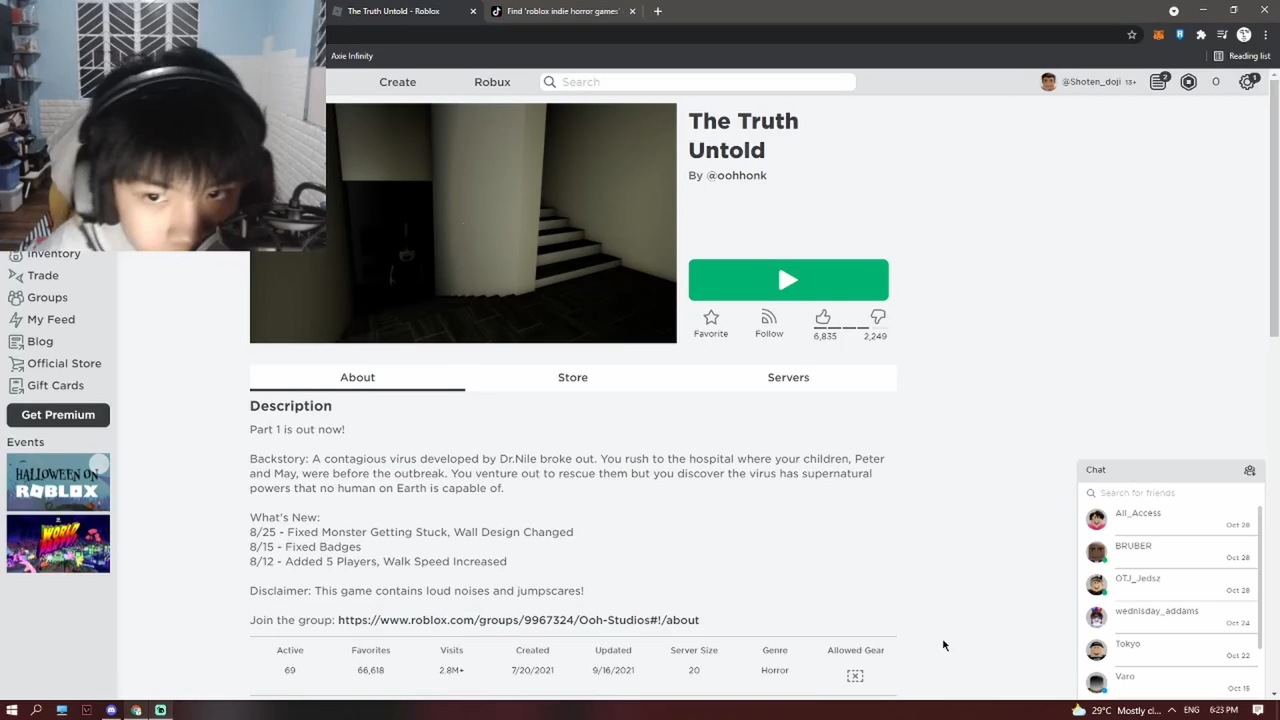 The Truth Untold - Roblox
Find 'roblox indie horror games'
Axie Infinity
Reading list
Create
Robux
Search
@Shoten_doji 13+
2
0
1
The Truth
Untold
By @oohhonk
Favorite
Follow
6,835
2,249
Inventory
Trade
Groups
My Feed
Blog
Official Store
Gift Cards
Get Premium
Events
HALLOWEEN ON
ROBLOX
About
Store
Servers
Description
Part 1 is out now!
Backstory: A contagious virus developed by Dr.Nile broke out. You rush to the hospital where your children, Peter
and May, were before the outbreak. You venture out to rescue them but you discover the virus has supernatural
powers that no human on Earth is capable of.
What's New:
8/25 - Fixed Monster Getting Stuck, Wall Design Changed
8/15 - Fixed Badges
8/12 - Added 5 Players, Walk Speed Increased
Disclaimer: This game contains loud noises and jumpscares!
Join the group: https://www.roblox.com/groups/9967324/Ooh-Studios#!/about
Active
Favorites
Visits
Created
Updated
Server Size
Genre
Allowed Gear
69
66,618
2.8M+
7/20/2021
9/16/2021
20
Horror
Chat
Search for friends
All_Access
Oct 28
BRUBER
Oct 28
OTJ_Jedsz
Oct 28
wednisday_addams
Oct 24
Tokyo
Oct 22
Varo
Oct 15
29°C Mostly cl...
ENG
6:23 PM